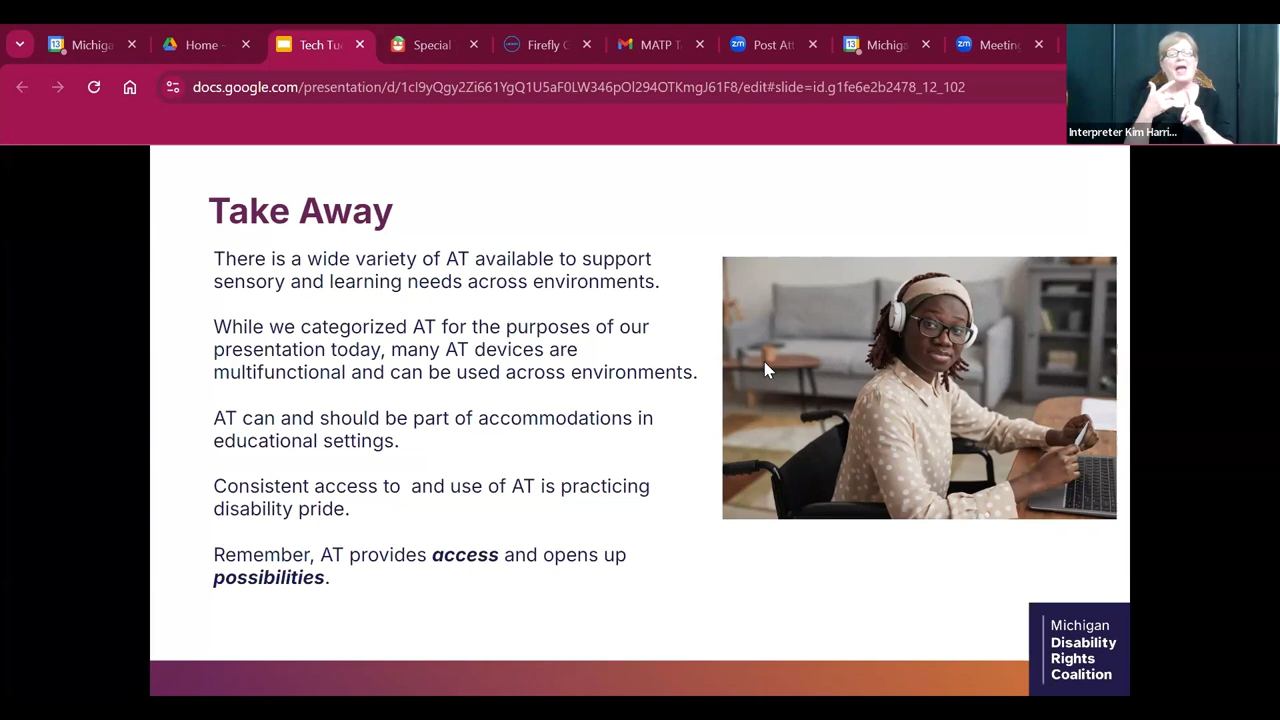 Michiga
Home
Tech Tue
Special
Firefly
MATP T
Post Att
Michiga
Meetin
docs.google.com/presentation/d/1cI9yQgy2Zi661YgQ1U5aF0LW346pOl294OTKmgJ61F8/edit#slide=id.g1fe6e2b2478_12_102
Interpreter Kim Harri...
Take Away
There is a wide variety of AT available to support
sensory and learning needs across environments.
While we categorized AT for the purposes of our
presentation today, many AT devices are
multifunctional and can be used across environments.
AT can and should be part of accommodations in
educational settings.
Consistent access to  and use of AT is practicing
disability pride.
Remember, AT provides access and opens up
possibilities.
Michigan
Disability
Rights
Coalition